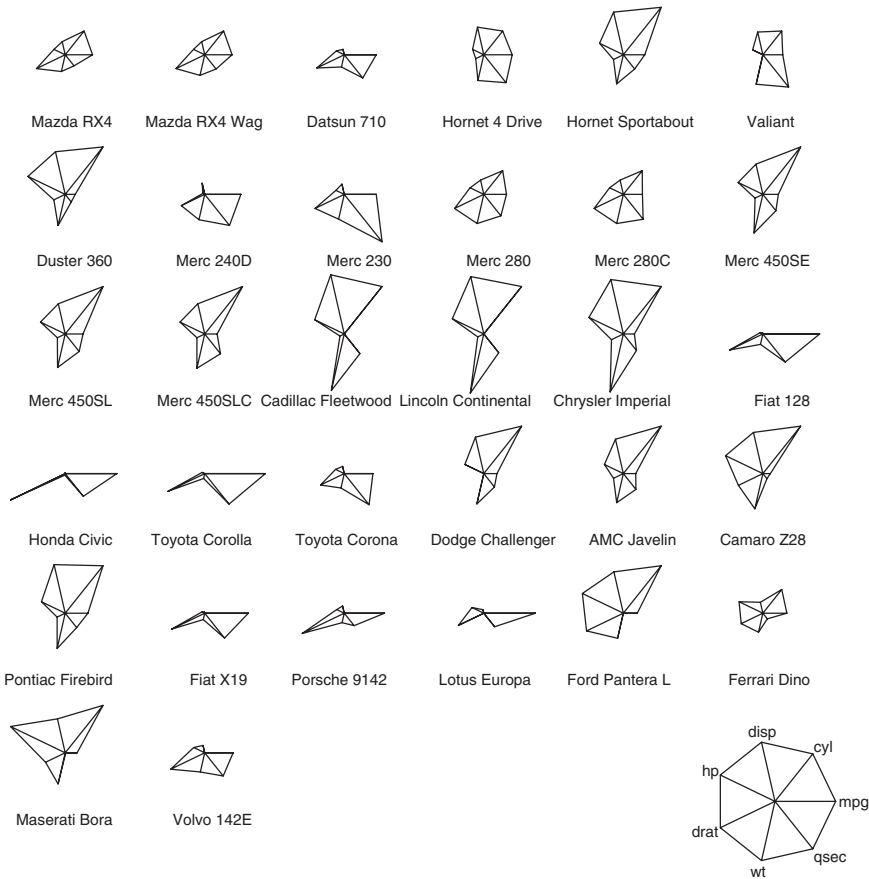 Mazda RX4 Mazda RX4 Wag Datsun 710 Hornet 4 Drive Hornet Sportabout Valiant
Duster 360 Merc 240D Merc 230 Merc 280 Merc 280C Merc 450SE
Merc 450SL Merc 450SLC Cadillac Fleetwood Lincoln Continental Chrysler Imperial Fiat 128
Honda Civic Toyota Corolla Toyota Corona Dodge Challenger AMC Javelin Camaro Z28
Pontiac Firebird Fiat X19 Porsche 9142 Lotus Europa Ford Pantera L Ferrari Dino
Maserati Bora Volvo 142E
disp
cyl
hp
mpg
drat
qsec
wt